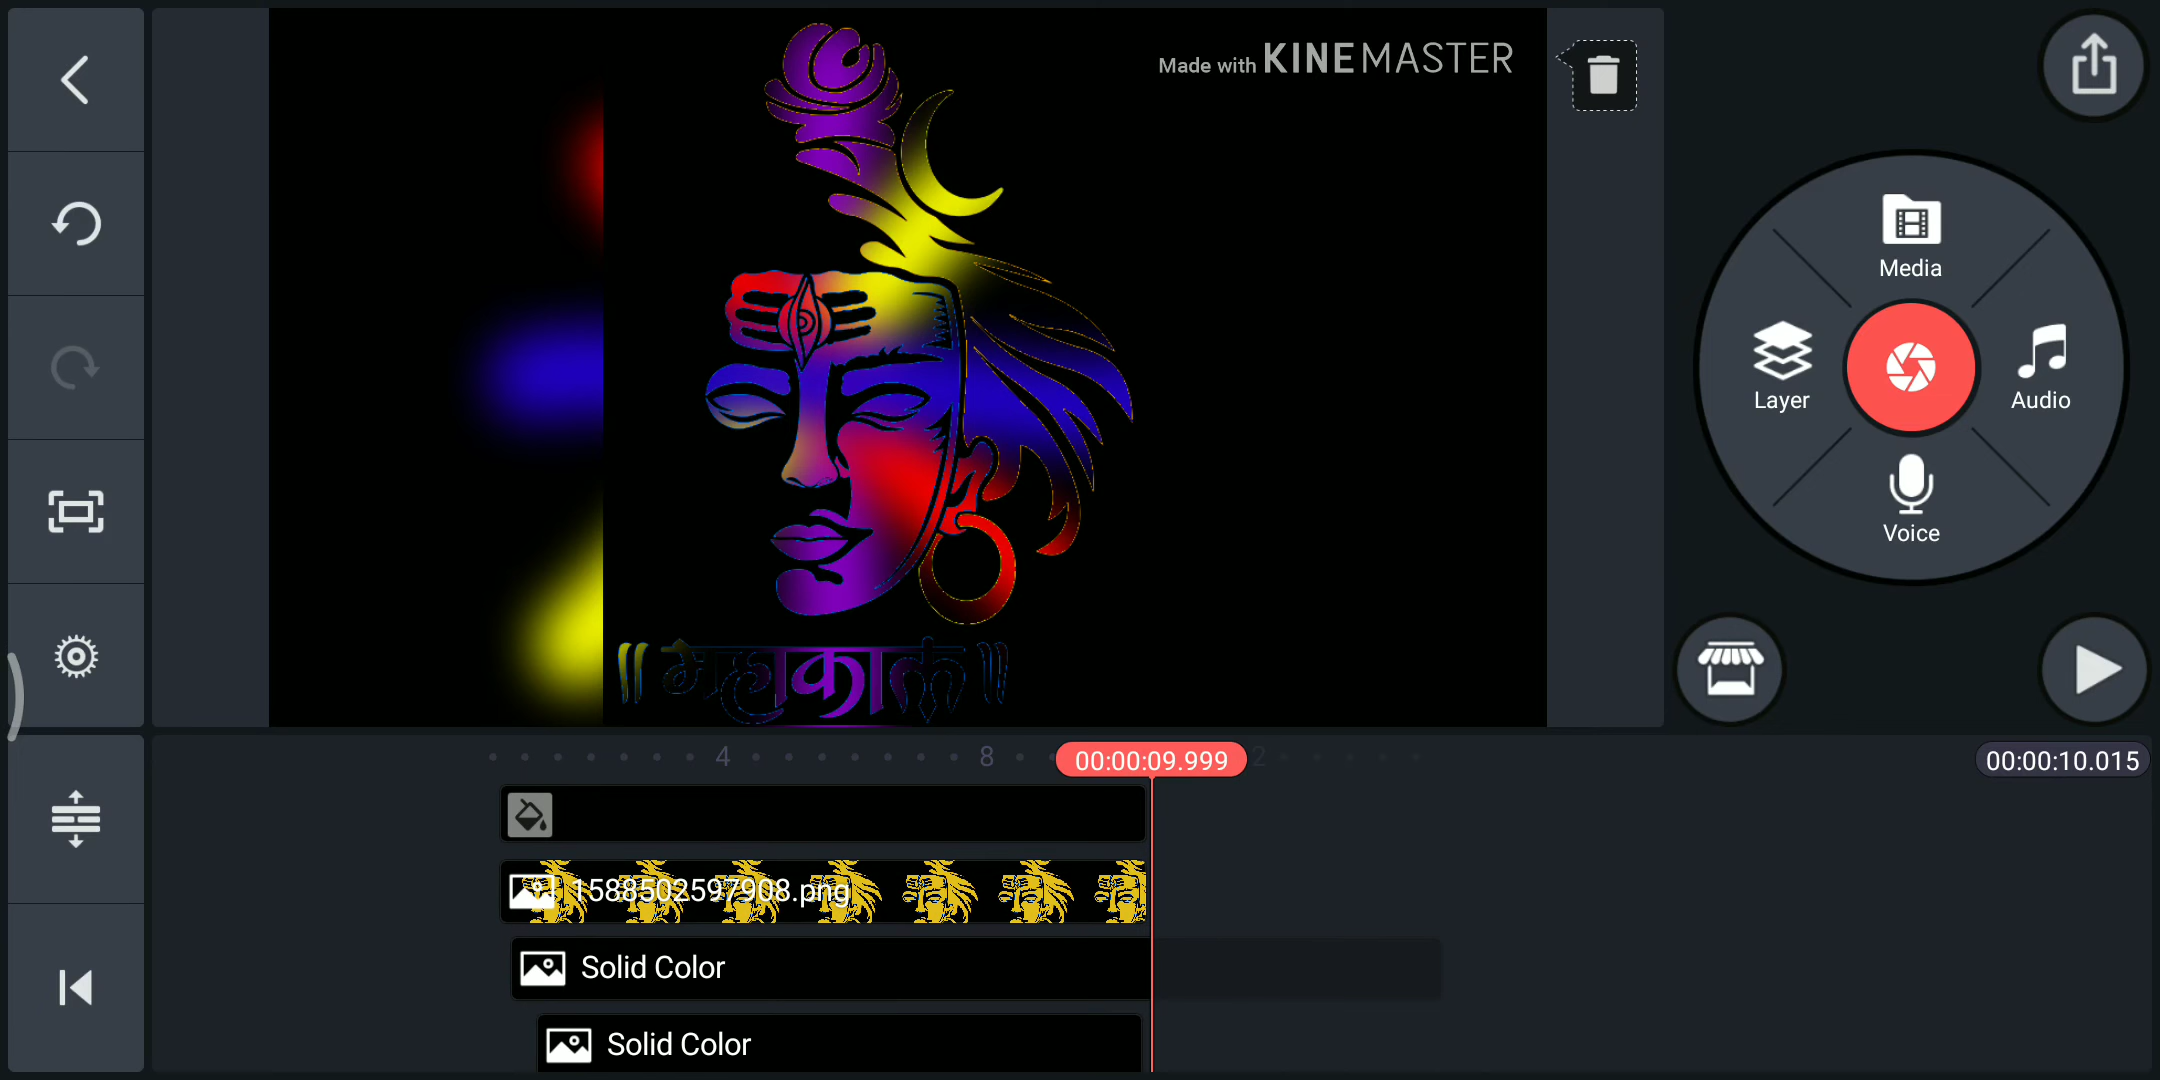 Made with KINEMASTER
Media
Layer
Audio
Voice
॥ महाकाल ॥
4
8
00:00:09.999
2
00:00:10.015
1588502597908.png
Solid Color
Solid Color